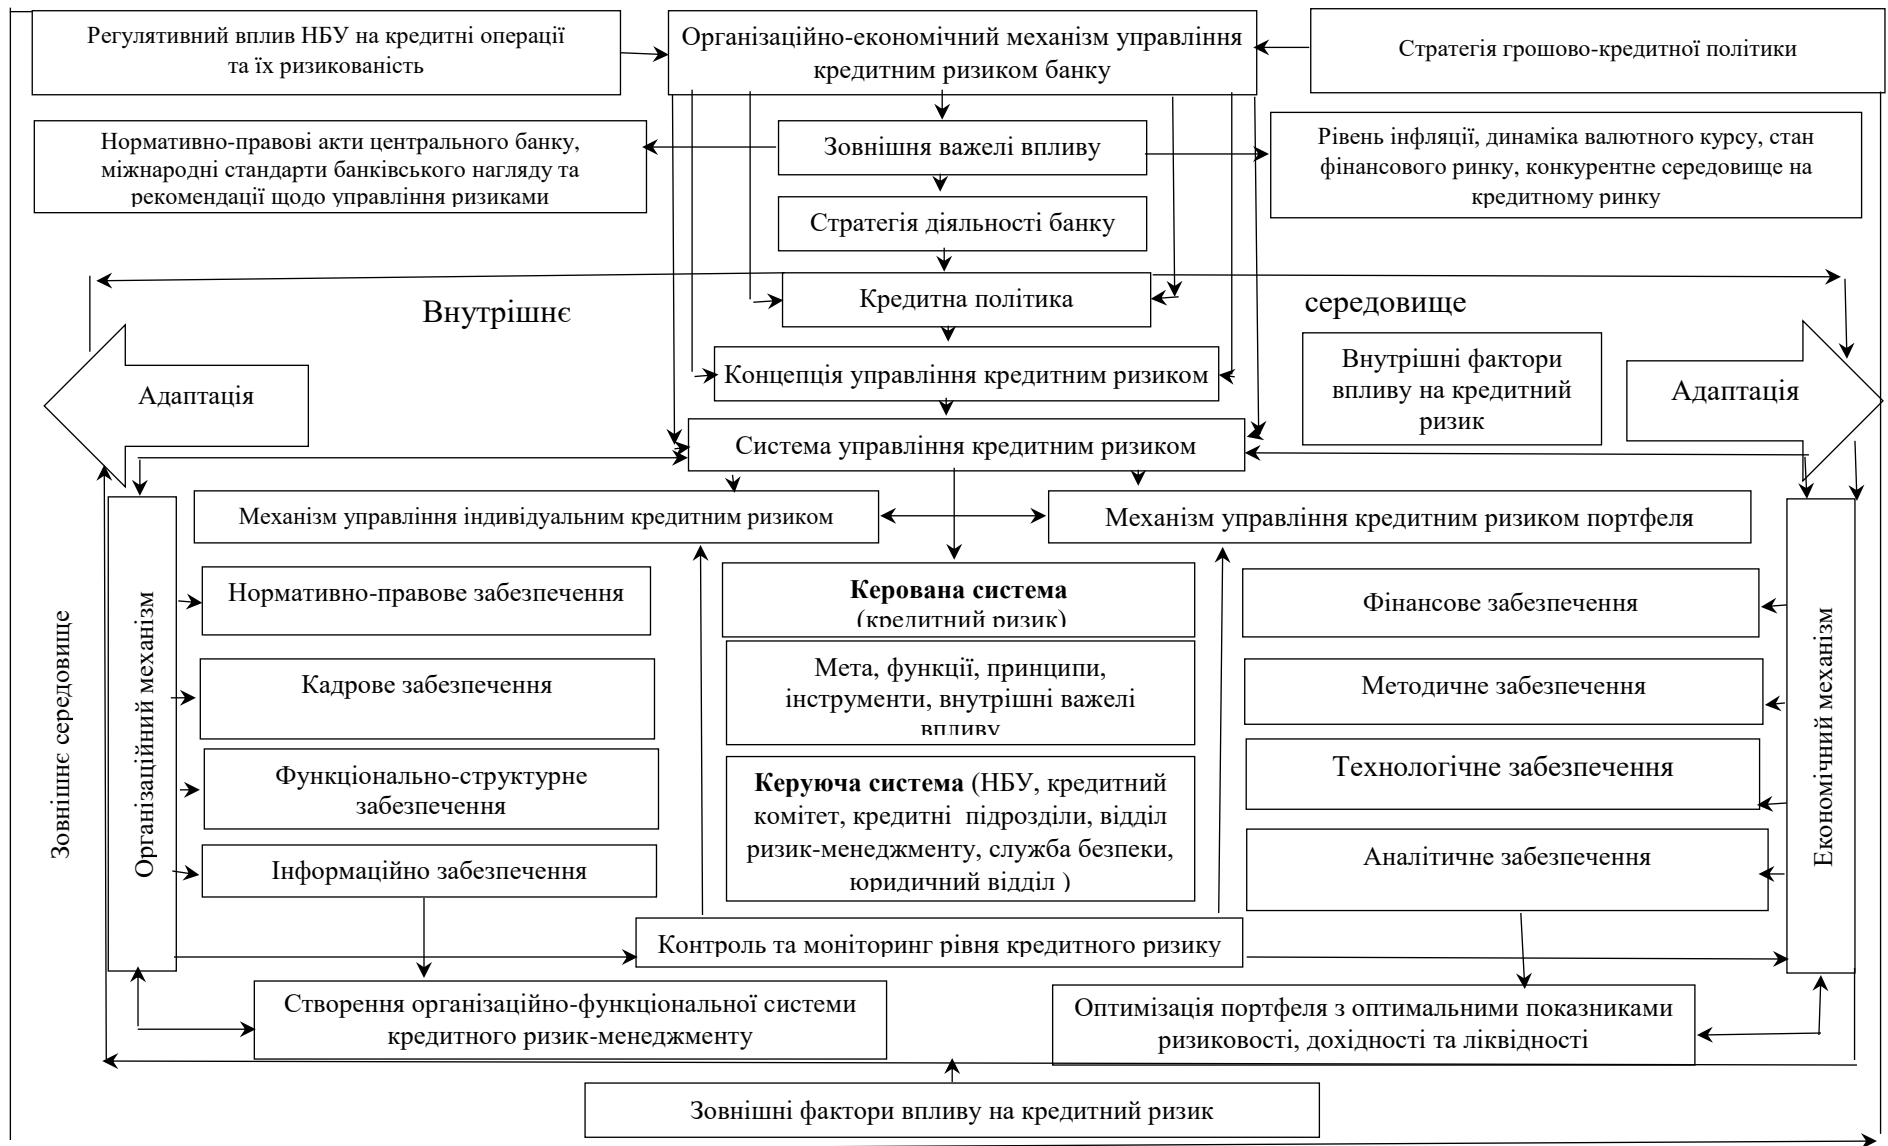 Регулятивний вплив НБУ на кредитні операції
та їх ризикованість
Організаційно-економічний механізм управління
кредитним ризиком банку
Стратегія грошово-кредитної політики
Нормативно-правові акти центрального банку,
міжнародні стандарти банківського нагляду та
рекомендації щодо управління ризиками
Зовнішня важелі впливу
Рівень інфляції, динаміка валютного курсу, стан
фінансового ринку, конкурентне середовище на
кредитному ринку
Стратегія діяльності банку
Внутрішнє
Кредитна політика
середовище
Концепція управління кредитним ризиком
Внутрішні фактори
впливу на кредитний
ризик
Адаптація
Адаптація
Система управління кредитним ризиком
Механізм управління індивідуальним кредитним ризиком
Механізм управління кредитним ризиком портфеля
Зовнішнє середовище
Організаційний механізм
Нормативно-правове забезпечення
Кадрове забезпечення
Функціонально-структурне
забезпечення
Інформаційно забезпечення
Керована система
(кредитний ризик)
Мета, функції, принципи,
інструменти, внутрішні важелі
впливу
Керуюча система (НБУ, кредитний
комітет, кредитні підрозділи, відділ
ризик-менеджменту, служба безпеки,
юридичний відділ )
Фінансове забезпечення
Методичне забезпечення
Технологічне забезпечення
Аналітичне забезпечення
Економічний механізм
Контроль та моніторинг рівня кредитного ризику
Створення організаційно-функціональної системи
кредитного ризик-менеджменту
Оптимізація портфеля з оптимальними показниками
ризиковості, дохідності та ліквідності
Зовнішні фактори впливу на кредитний ризик